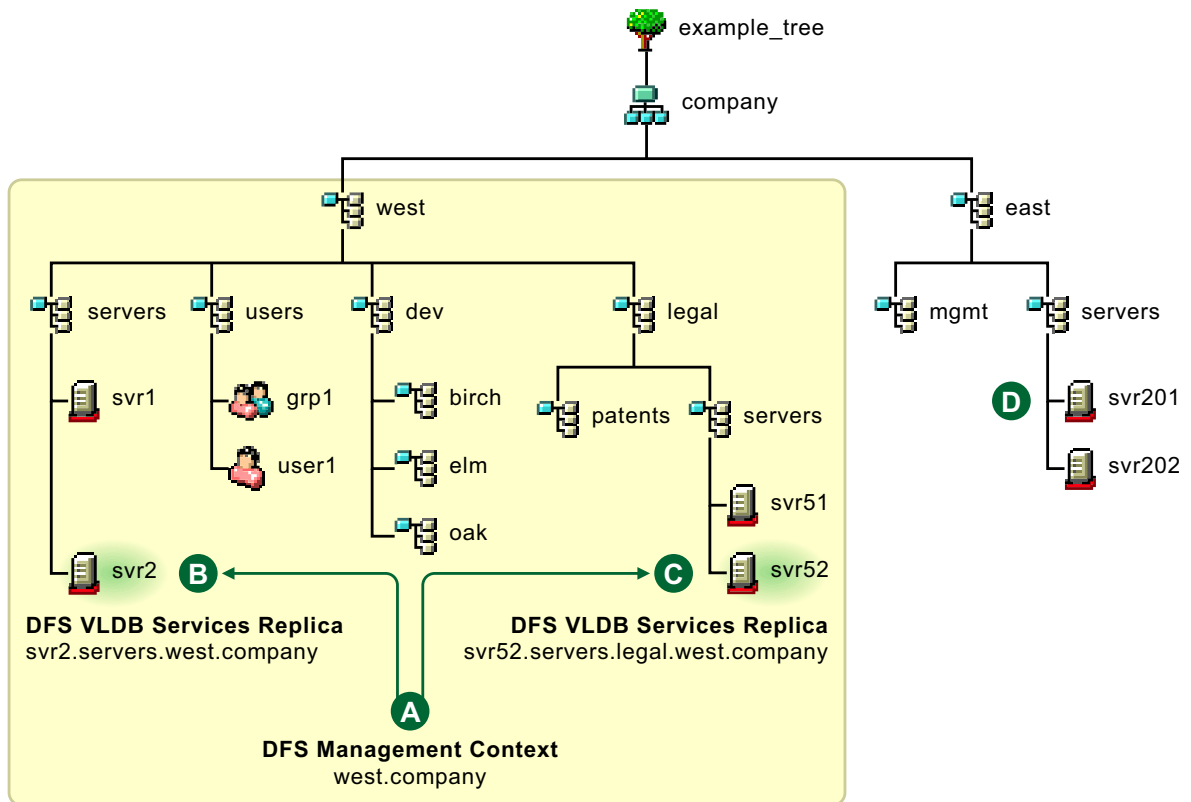 example_tree
company
west
east
servers
users
dev
legal
mgmt
servers
svr1
grp1
birch
patents
servers
D
svr201
user1
elm
svr202
svr51
oak
svr2
B
C
svr52
DFS VLDB Services Replica
svr2.servers.west.company
DFS VLDB Services Replica
svr52.servers.legal.west.company
A
DFS Management Context
west.company